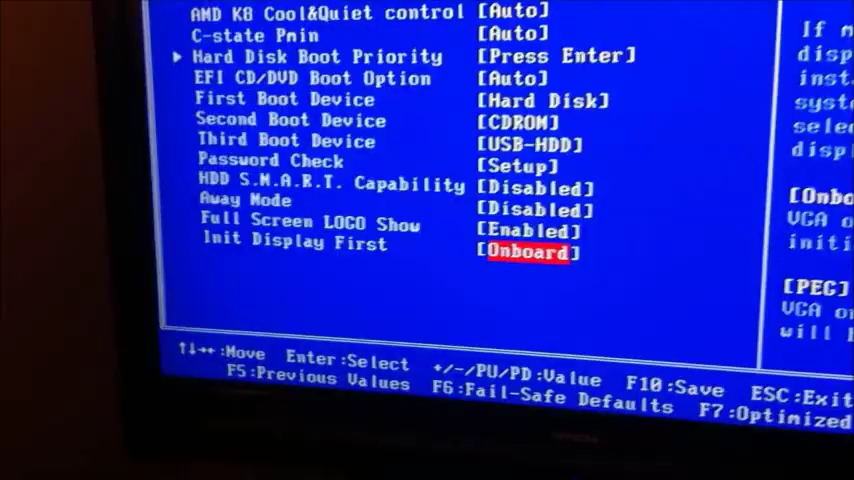 AMD K8 Cool&Quiet control [Auto]
C-state Pmin [Auto]
Hard Disk Boot Priority [Press Enter]
EFI CD/DVD Boot Option [Auto]
First Boot Device [Hard Disk]
Second Boot Device [CDROM]
Third Boot Device [USB-HDD]
Password Check [Setup]
HDD S.M.A.R.T. Capability [Disabled]
Away Mode [Disabled]
Full Screen LOGO Show [Enabled]
Init Display First [Onboard]
If
disp
inst
syst
sele
disp
[Onbo
VGA o
initi
[PEG]
VGA or
will
↑↓→←:Move Enter:Select +/-/PU/PD:Value F10:Save ESC:Exit
F5:Previous Values F6:Fail-Safe Defaults F7:Optimized